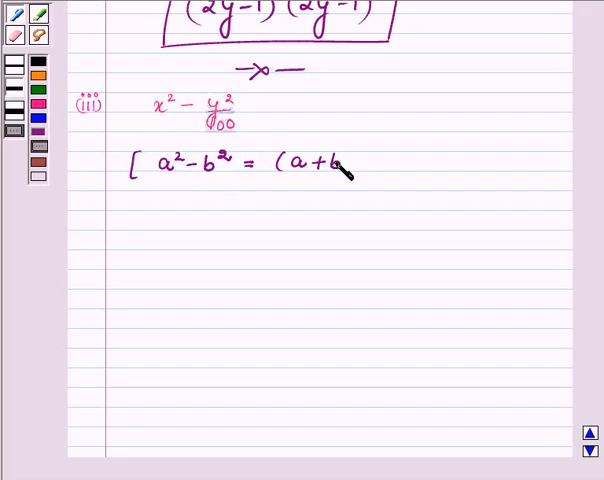 (2y-1) (2y-1)
(iii) x² - y²/100
[ a² - b² = (a + b